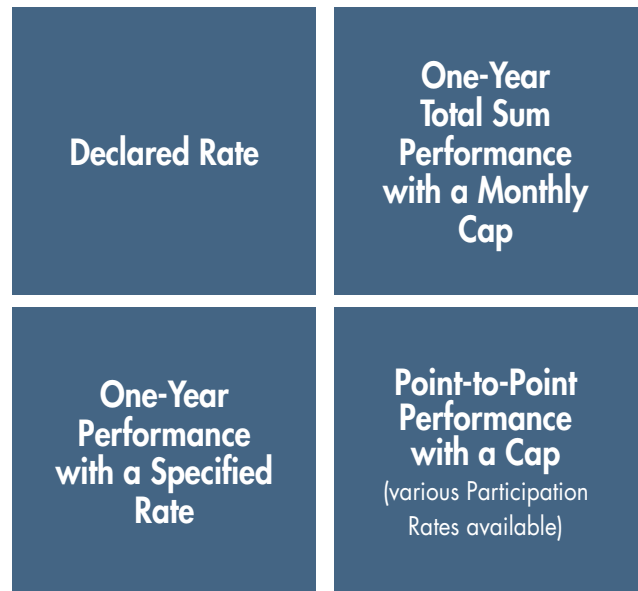 Declared Rate
One-Year
Total Sum
Performance
with a Monthly
Cap
One-Year
Performance
with a Specified
Rate
Point-to-Point
Performance
with a Cap
(various Participation
Rates available)